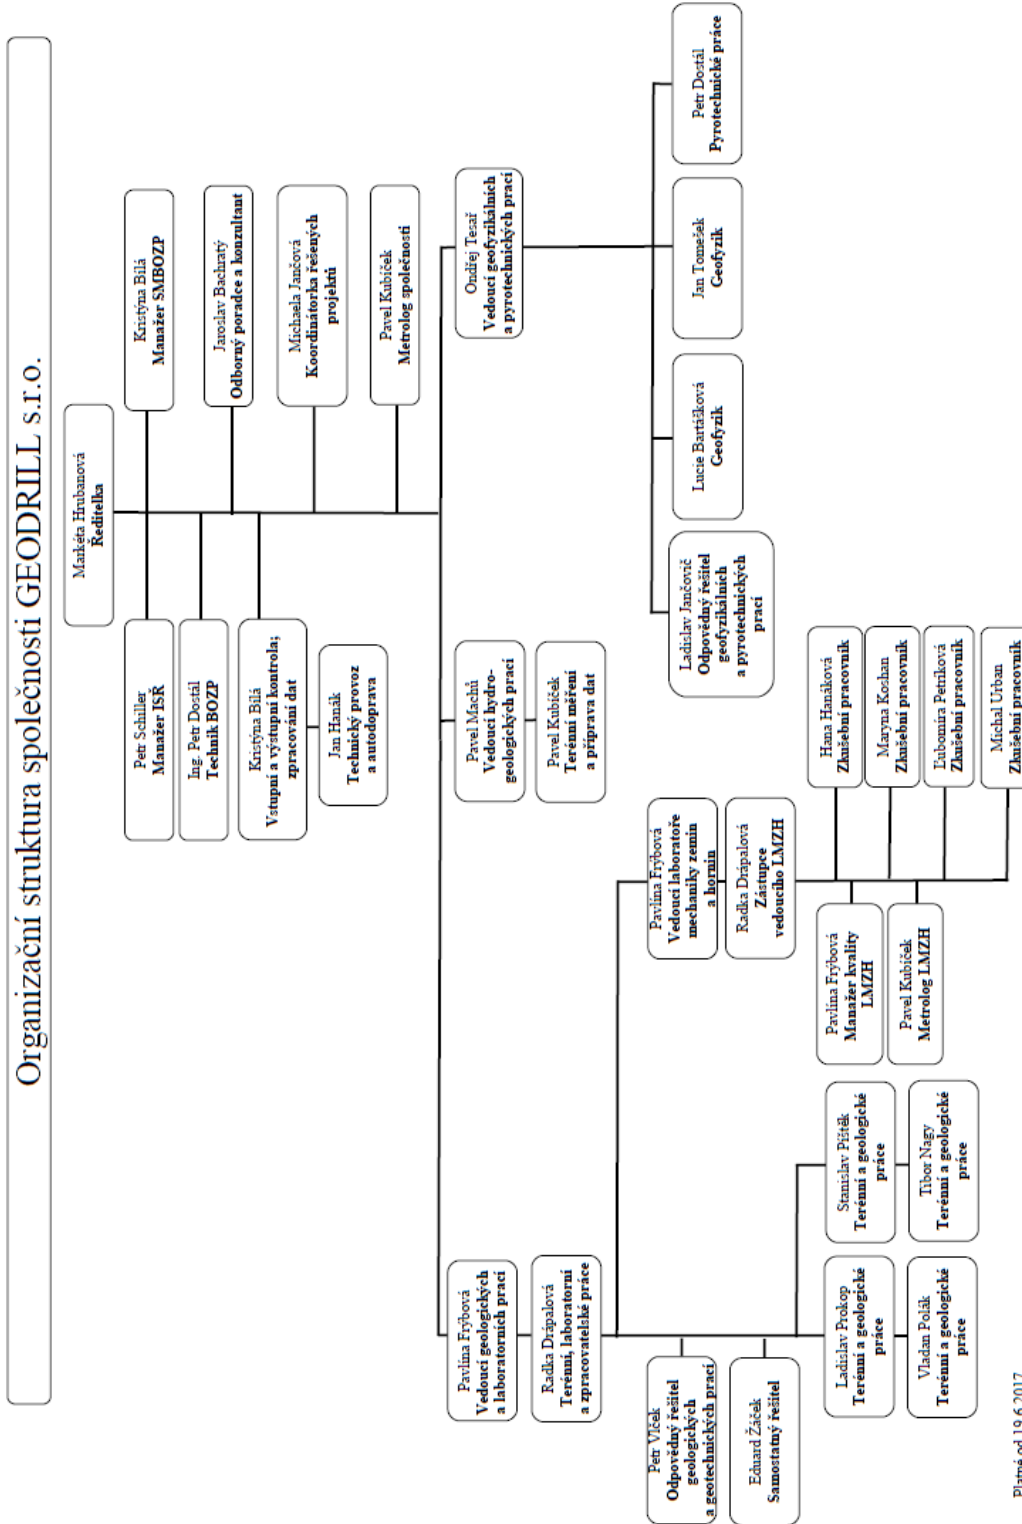 Organizační struktura společnosti GEODRILL s.r.o.
Markéta Hrubanová
Ředitelka
Petr Schiller
Manažer ISŘ
Kristýna Bílá
Manažer SMBOZP
Ing. Petr Dostál
Technik BOZP
Jaroslav Bachratý
Odborný poradce a konzultant
Kristýna Bílá
Vstupní a výstupní kontrola;
zpracování dat
Michaela Jančová
Koordinátorka řešených
projektů
Jan Hanák
Technický provoz
a autodoprava
Pavel Kubíček
Metrolog společnosti
Pavlína Frýbová
Vedoucí geologických
a laboratorních prací
Pavel Machů
Vedoucí hydro-
geologických prací
Ondřej Tesař
Vedoucí geofyzikálních
a pyrotechnických prací
Radka Drápalová
Terénní, laboratorní
a zpracovatelské práce
Pavel Kubíček
Terénní měření
a příprava dat
Petr Vlček
Odpovědný řešitel
geologických
a geotechnických prací
Pavlína Frýbová
Vedoucí laboratoře
mechaniky zemin
a hornin
Ladislav Jančovič
Odpovědný řešitel
geofyzikálních
a pyrotechnických
prací
Lucie Bartášková
Geofyzik
Jan Tomešek
Geofyzik
Petr Dostál
Pyrotechnické práce
Eduard Žáček
Samostatný řešitel
Radka Drápalová
Zástupce
vedoucího LMZH
Ladislav Prokop
Terénní a geologické
práce
Stanislav Píštěk
Terénní a geologické
práce
Pavlína Frýbová
Manažer kvality
LMZH
Hana Hanáková
Zkušební pracovník
Maryna Koshan
Zkušební pracovník
Vladan Polák
Terénní a geologické
práce
Tibor Nagy
Terénní a geologické
práce
Pavel Kubíček
Metrolog LMZH
Ľubomíra Petríková
Zkušební pracovník
Michal Urban
Zkušební pracovník
Platné od 19.6.2017